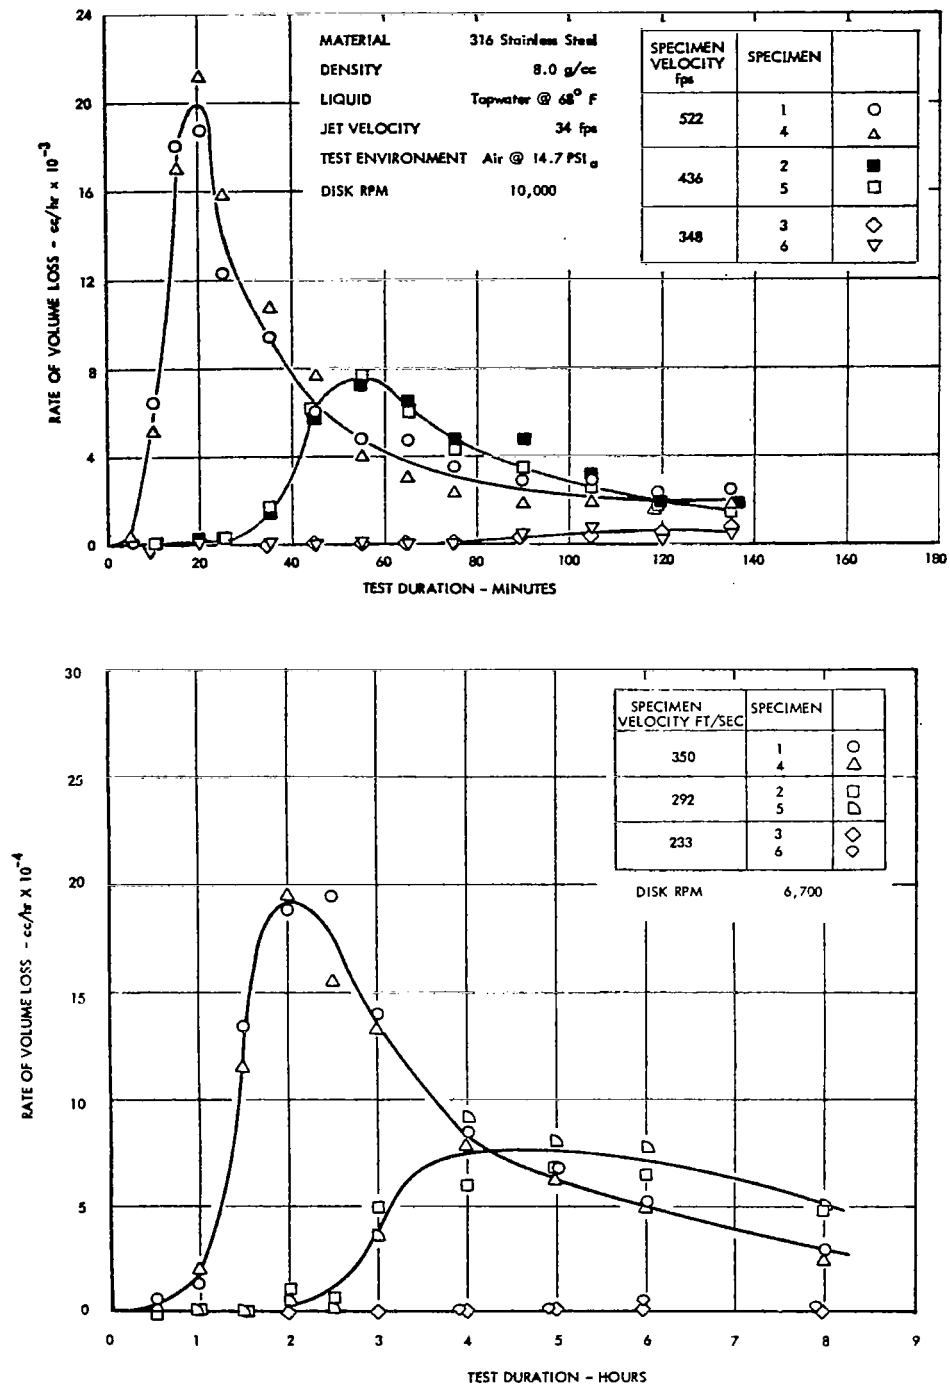 24
20
16
12
8
4
0
RATE OF VOLUME LOSS - cc/hr x 10⁻³
MATERIAL 316 Stainless Steel
DENSITY 8.0 g/cc
LIQUID Tapwater @ 68° F
JET VELOCITY 34 fps
TEST ENVIRONMENT Air @ 14.7 PSIa
DISK RPM 10,000
SPECIMEN VELOCITY fps SPECIMEN
522 1 4
436 2 5
348 3 6
0 20 40 60 80 100 120 140 160 180
TEST DURATION - MINUTES
30
25
20
15
10
5
0
RATE OF VOLUME LOSS - cc/hr X 10⁻⁴
SPECIMEN VELOCITY FT/SEC SPECIMEN
350 1 4
292 2 5
233 3 6
DISK RPM 6,700
0 1 2 3 4 5 6 7 8 9
TEST DURATION - HOURS